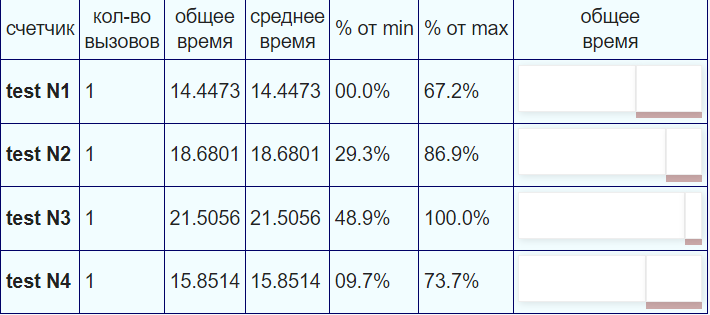 счетчик кол-во вызовов общее время среднее время % от min % от max общее время
test N1 1 14.4473 14.4473 00.0% 67.2%
test N2 1 18.6801 18.6801 29.3% 86.9%
test N3 1 21.5056 21.5056 48.9% 100.0%
test N4 1 15.8514 15.8514 09.7% 73.7%